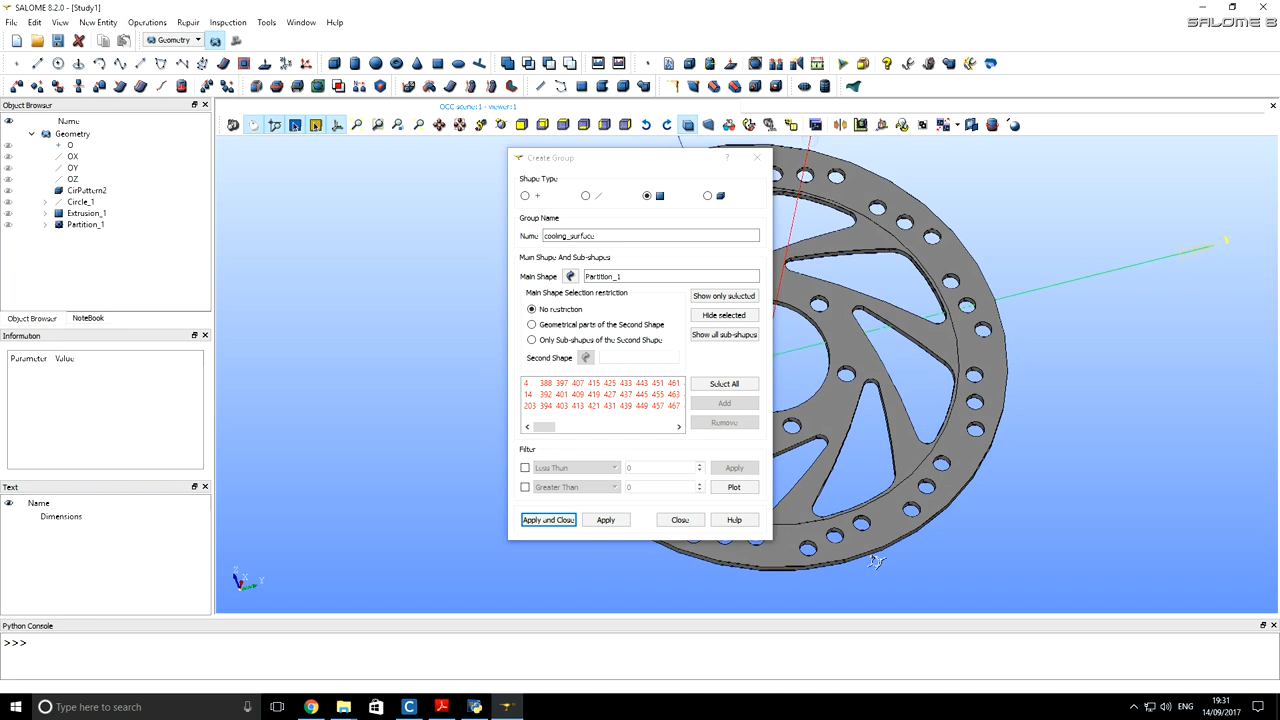 SALOME 8.2.0 - [Study1]
File Edit View New Entity Operations Repair Inspection Tools Window Help
SALOME 8
Geometry
Object Browser
OCC scene:1 - viewer:1
Name
Geometry
O
OX
OY
OZ
CirPattern2
Circle_1
Extrusion_1
Partition_1
Object Browser NoteBook
Information
Parameter Value
Text
Name
Dimensions
Create Group
Shape Type
Group Name
Name cooling_surface
Main Shape And Sub-shapes
Main Shape Partition_1
Main Shape Selection restriction
Show only selected
No restriction
Hide selected
Geometrical parts of the Second Shape
Show all sub-shapes
Only Sub-shapes of the Second Shape
Second Shape
4 388 397 407 415 425 433 443 451 461
14 392 401 409 419 427 437 445 455 463
203 394 403 413 421 431 439 449 457 467
Select All
Add
Remove
Filter
Less Than 0 Apply
Greater Than 0 Plot
Apply and Close Apply Close Help
Z
X
Y
Python Console
>>>
Type here to search
ENG
19:31
14/09/2017